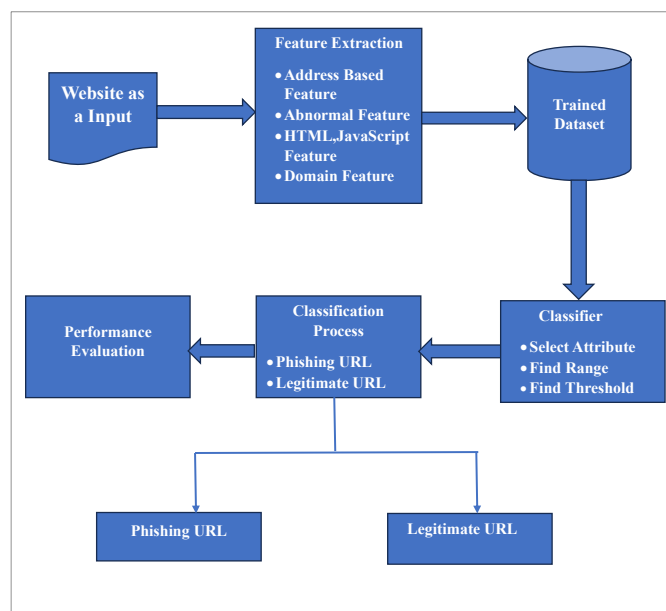 Website as
a Input
Feature Extraction
• Address Based
Feature
• Abnormal Feature
• HTML,JavaScript
Feature
• Domain Feature
Trained
Dataset
Performance
Evaluation
Classification
Process
• Phishing URL
• Legitimate URL
Classifier
• Select Attribute
• Find Range
• Find Threshold
Phishing URL
Legitimate URL